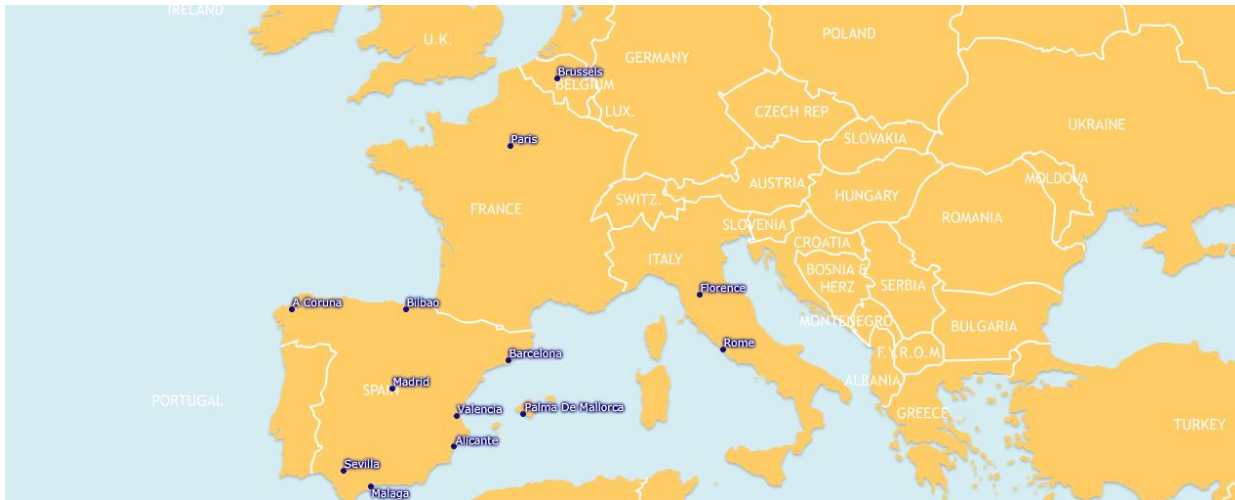 IRELAND
U.K.
POLAND
GERMANY
Brussels
BELGIUM
LUX.
CZECH REP
UKRAINE
SLOVAKIA
Paris
MOLDOVA
AUSTRIA
HUNGARY
SWITZ.
FRANCE
ROMANIA
SLOVENIA
CROATIA
ITALY
BOSNIA &
HERZ
SERBIA
Florence
A Coruna
Bilbao
MONTENEGRO
BULGARIA
Rome
F.Y.R.O.M.
Barcelona
ALBANIA
Madrid
SPAIN
PORTUGAL
Valencia
Palma De Mallorca
GREECE
TURKEY
Alicante
Sevilla
Malaga